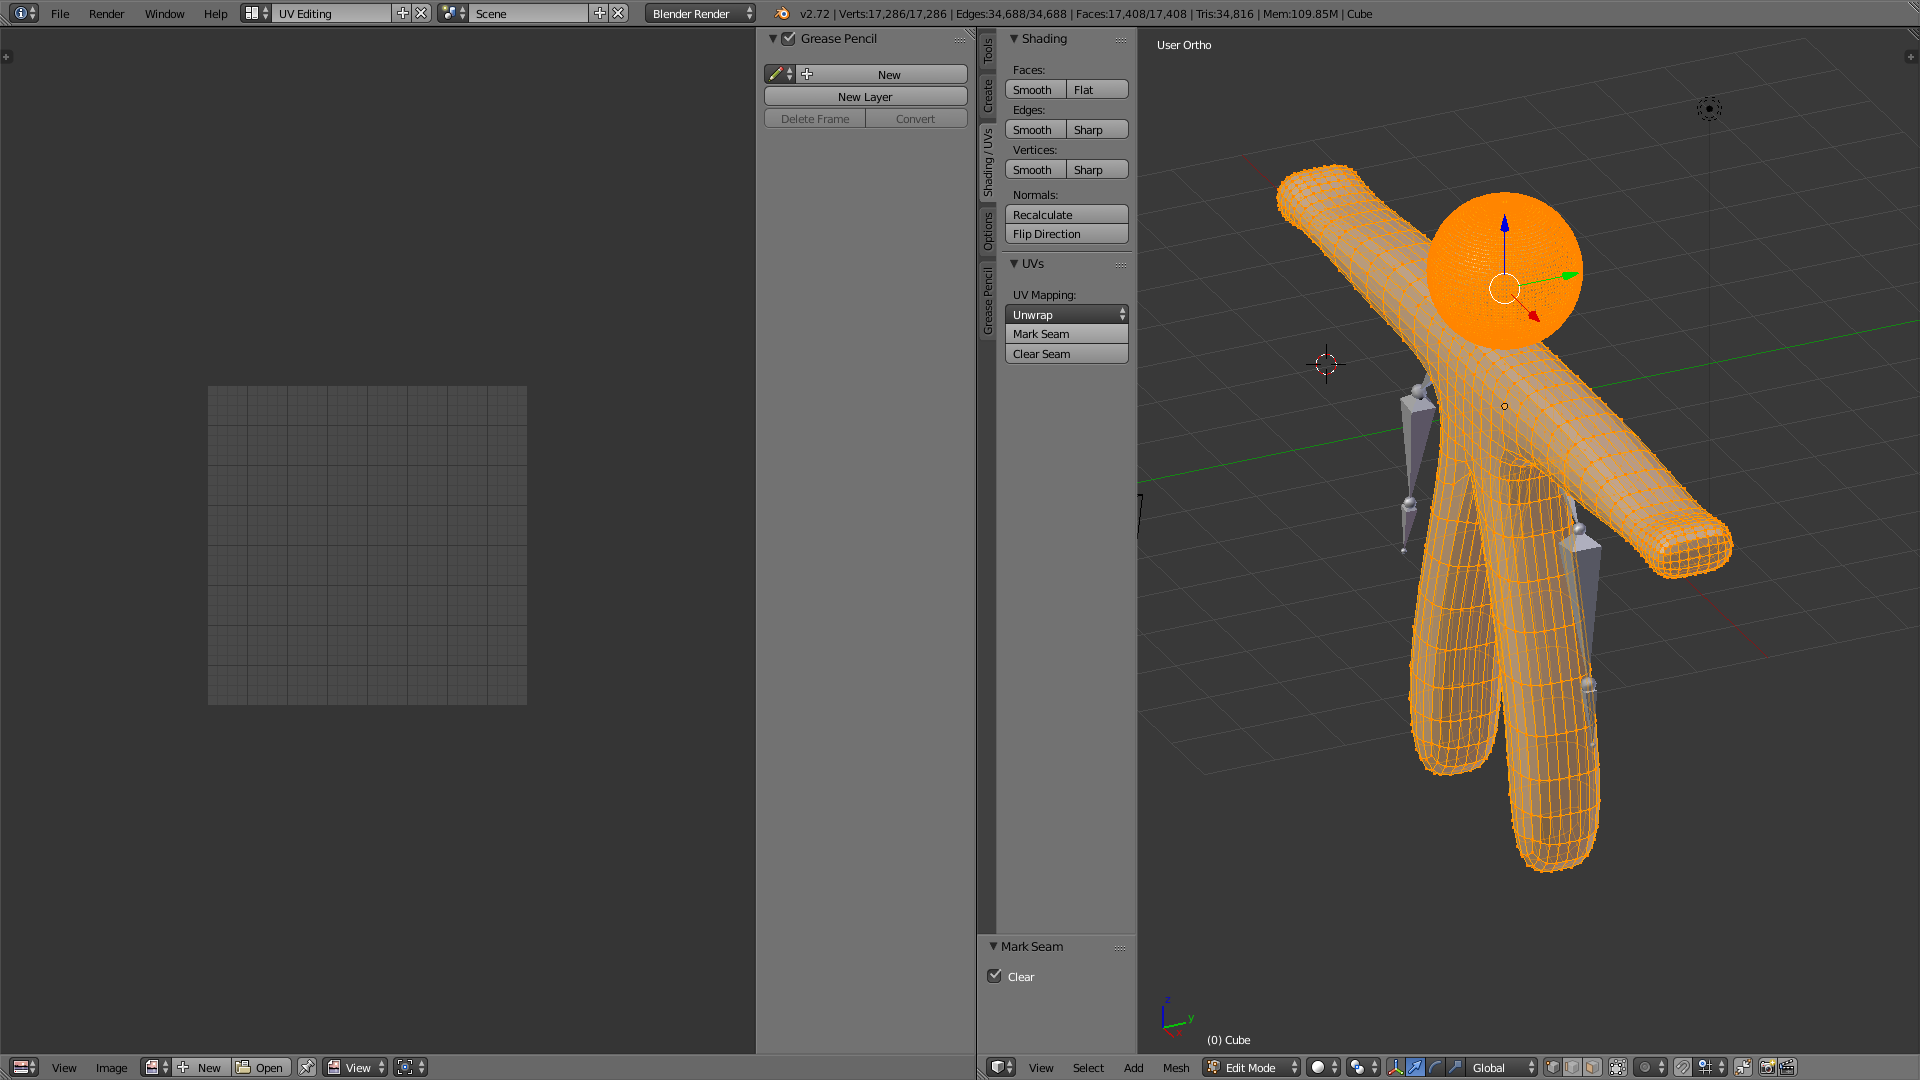 File Render Window Help UV Editing Scene Blender Render v2.72 | Verts:17,286/17,286 | Edges:34,688/34,688 | Faces:17,408/17,408 | Tris:34,816 | Mem:109.85M | Cube
Grease Pencil
New
New Layer
Delete Frame Convert
Tools
Create
Shading / UVs
Options
Grease Pencil
Shading
Faces:
Smooth Flat
Edges:
Smooth Sharp
Vertices:
Smooth Sharp
Normals:
Recalculate
Flip Direction
UVs
UV Mapping:
Unwrap
Mark Seam
Clear Seam
Mark Seam
Clear
User Ortho
z
y
x
(0) Cube
View Image New Open View
View Select Add Mesh Edit Mode Global